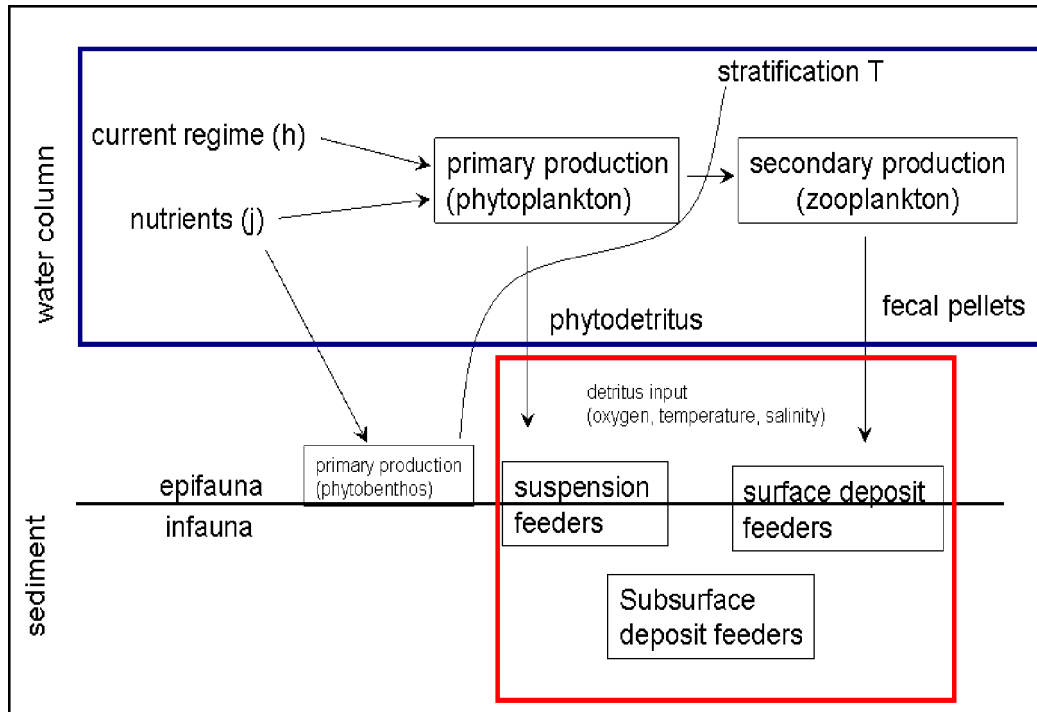 stratification T
current regime (h)
primary production
(phytoplankton)
secondary production
(zooplankton)
nutrients (j)
water column
phytodetritus
fecal pellets
detritus input
(oxygen, temperature, salinity)
primary production
(phytobenthos)
epifauna
infauna
suspension
feeders
surface deposit
feeders
sediment
Subsurface
deposit feeders